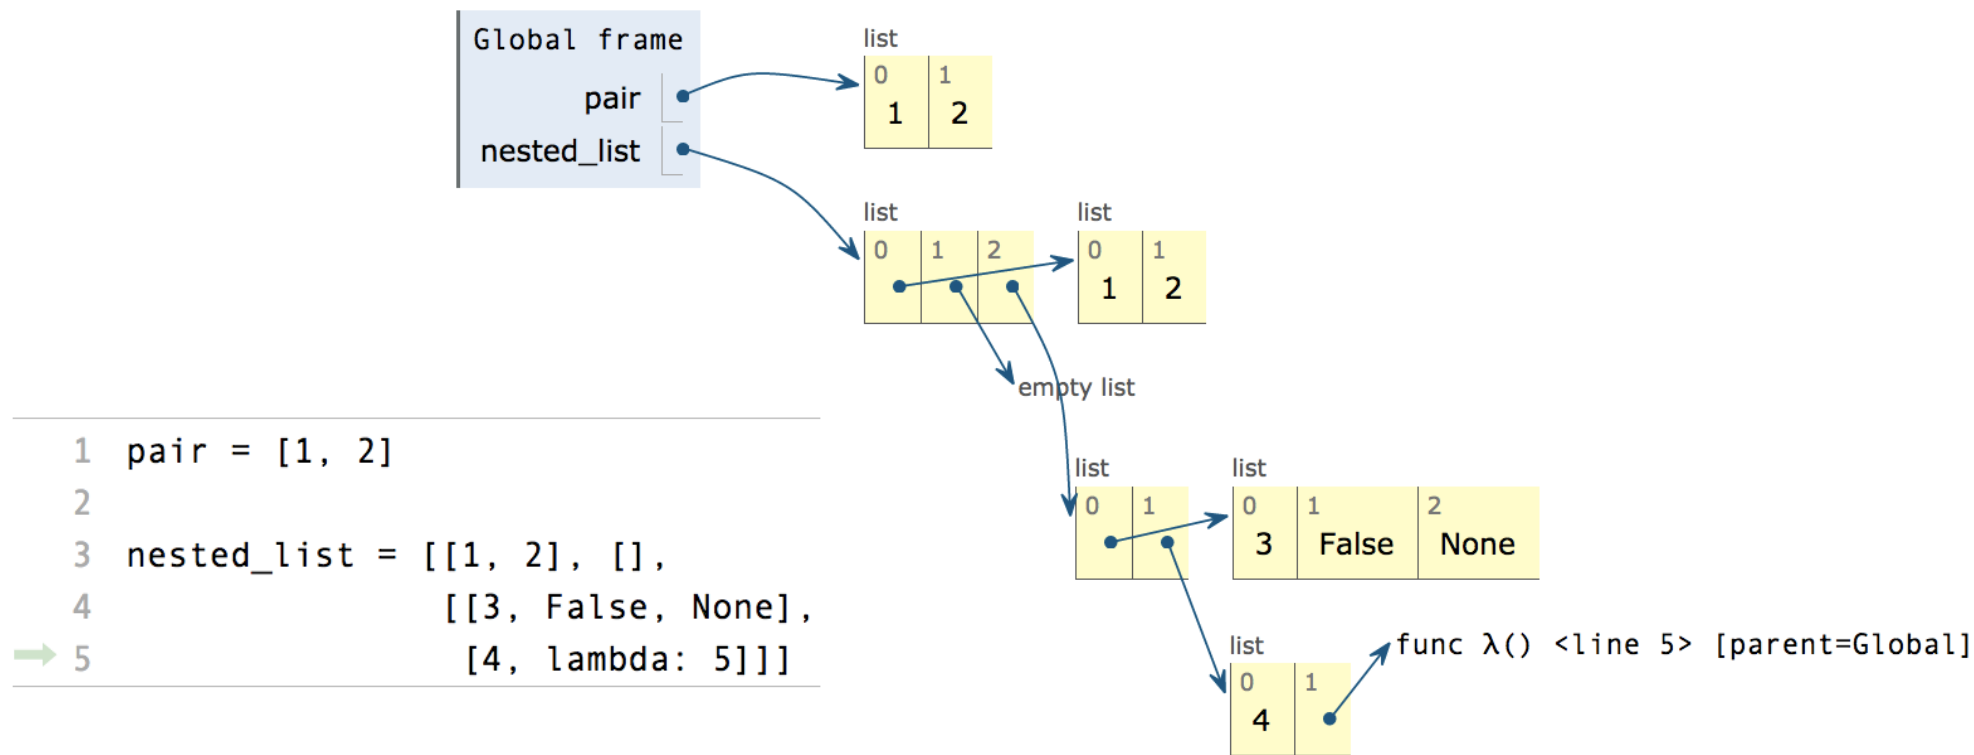 Global frame
pair
nested_list
list
0 1
1 2
list
0 1 2
list
0 1
1 2
empty list
list
0 1
list
0 1 2
3 False None
list
0 1
4
func λ() <line 5> [parent=Global]
1 pair = [1, 2]
2
3 nested_list = [[1, 2], [],
4 [[3, False, None],
5 [4, lambda: 5]]]